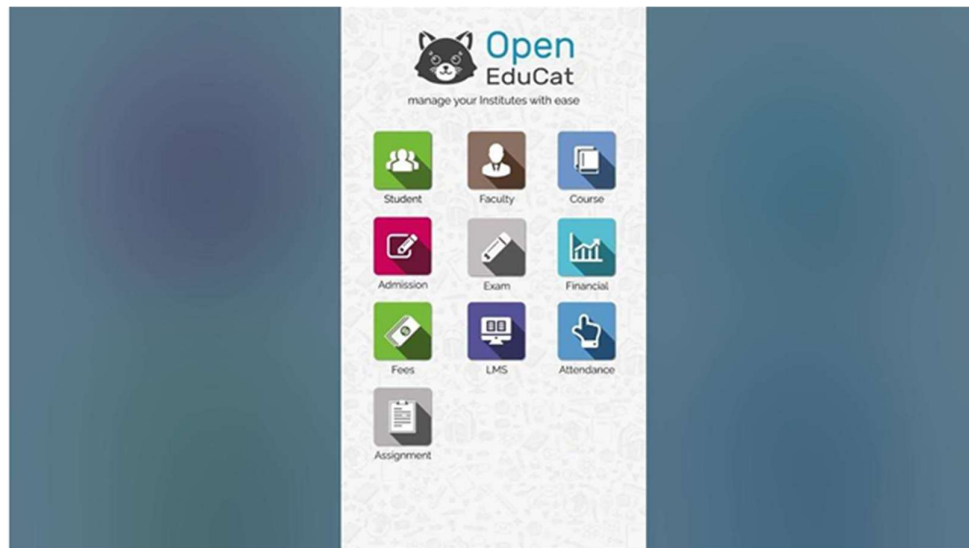 Open
EduCat
manage your Institutes with ease
Student Faculty Course
Admission Exam Financial
Fees LMS Attendance
Assignment